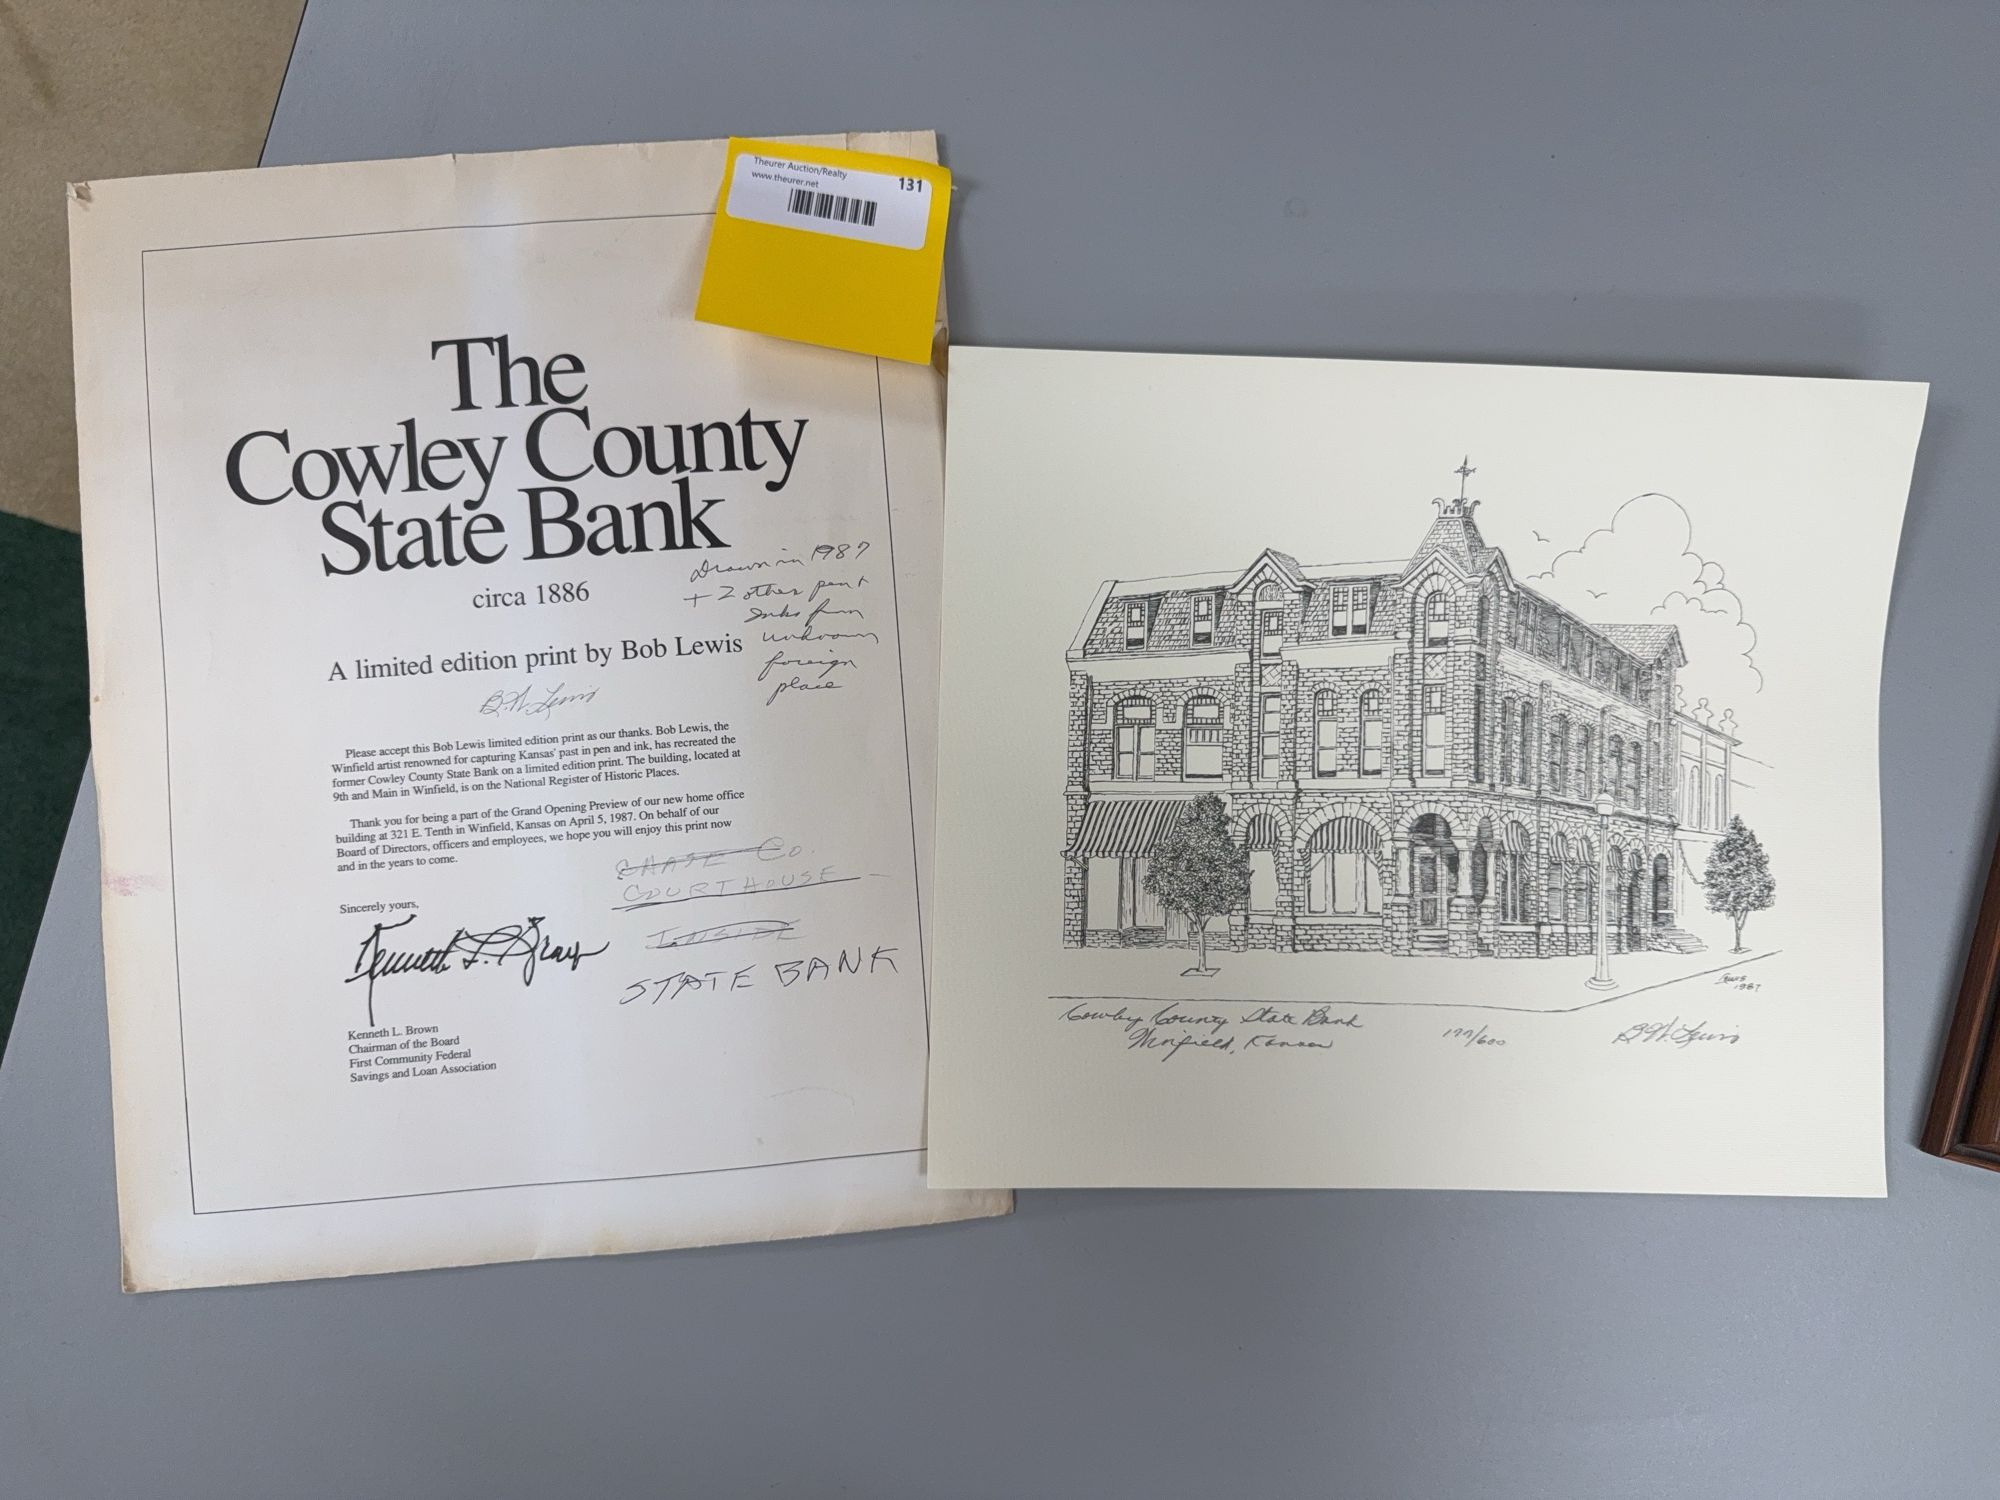 Theurer Auction/Realty
www.theurer.net
131
The
Cowley County
State Bank
circa 1886
Drawn in 1987
+ 2 other pen +
inks from
unknown
foreign
place
A limited edition print by Bob Lewis
B.W. Lewis
Please accept this Bob Lewis limited edition print as our thanks. Bob Lewis, the
Winfield artist renowned for capturing Kansas' past in pen and ink, has recreated the
former Cowley County State Bank on a limited edition print. The building, located at
9th and Main in Winfield, is on the National Register of Historic Places.
Thank you for being a part of the Grand Opening Preview of our new home office
building at 321 E. Tenth in Winfield, Kansas on April 5, 1987. On behalf of our
Board of Directors, officers and employees, we hope you will enjoy this print now
and in the years to come.
CHASE CO.
COURTHOUSE
INSIDE
STATE BANK
Sincerely yours,
Kenneth L. Brown
Kenneth L. Brown
Chairman of the Board
First Community Federal
Savings and Loan Association
Lewis
1987
Cowley County State Bank
Winfield, Kansas
/600
B.W. Lewis